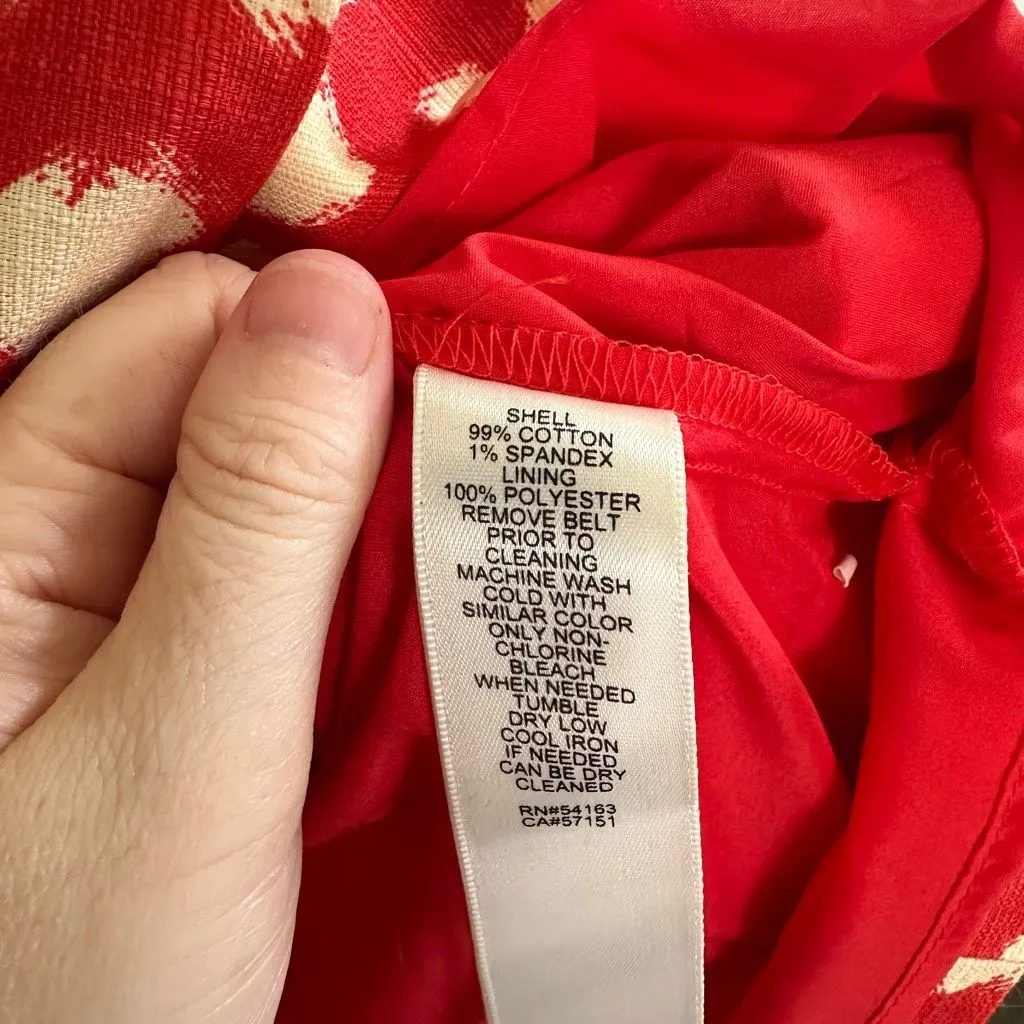 SHELL
99% COTTON
1% SPANDEX
LINING
100% POLYESTER
REMOVE BELT
PRIOR TO
CLEANING
MACHINE WASH
COLD WITH
SIMILAR COLOR
ONLY NON-
CHLORINE
BLEACH
WHEN NEEDED
TUMBLE
DRY LOW
COOL IRON
IF NEEDED
CAN BE DRY
CLEANED
RN#54163
CA#57151